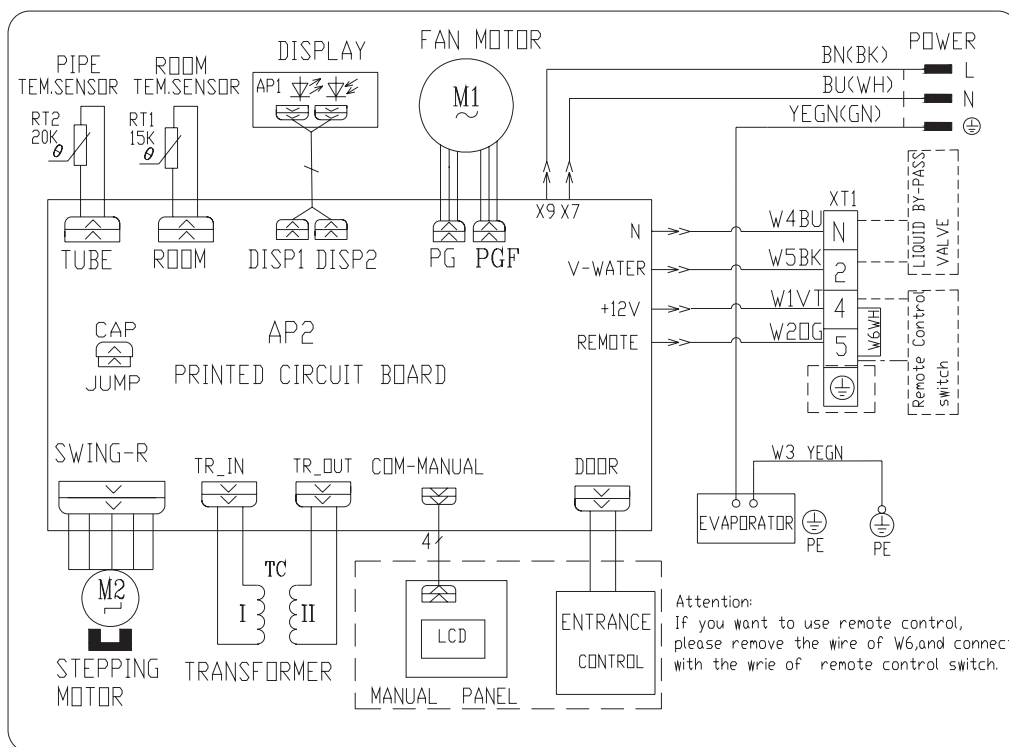 PIPE
TEM.SENSOR
RT2
20K
θ
ROOM
TEM.SENSOR
RT1
15K
θ
DISPLAY
AP1
FAN MOTOR
M1
~
POWER
BN(BK)
L
BU(WH)
N
YEGN(GN)
X9 X7
TUBE
ROOM
DISP1 DISP2
PG
PGF
N
V-WATER
+12V
REMOTE
W4BU
W5BK
W1VT
W2OG
XT1
N
2
4
5
W6WH
LIQUID BY-PASS
VALVE
Remote Control
switch
CAP
JUMP
AP2
PRINTED CIRCUIT BOARD
SWING-R
TR_IN
TR_OUT
COM-MANUAL
DOOR
W3 YEGN
EVAPORATOR
PE
PE
M2
STEPPING
MOTOR
TC
I
II
TRANSFORMER
4
LCD
MANUAL PANEL
ENTRANCE
CONTROL
Attention:
If you want to use remote control,
please remove the wire of W6,and connect
with the wrie of remote control switch.